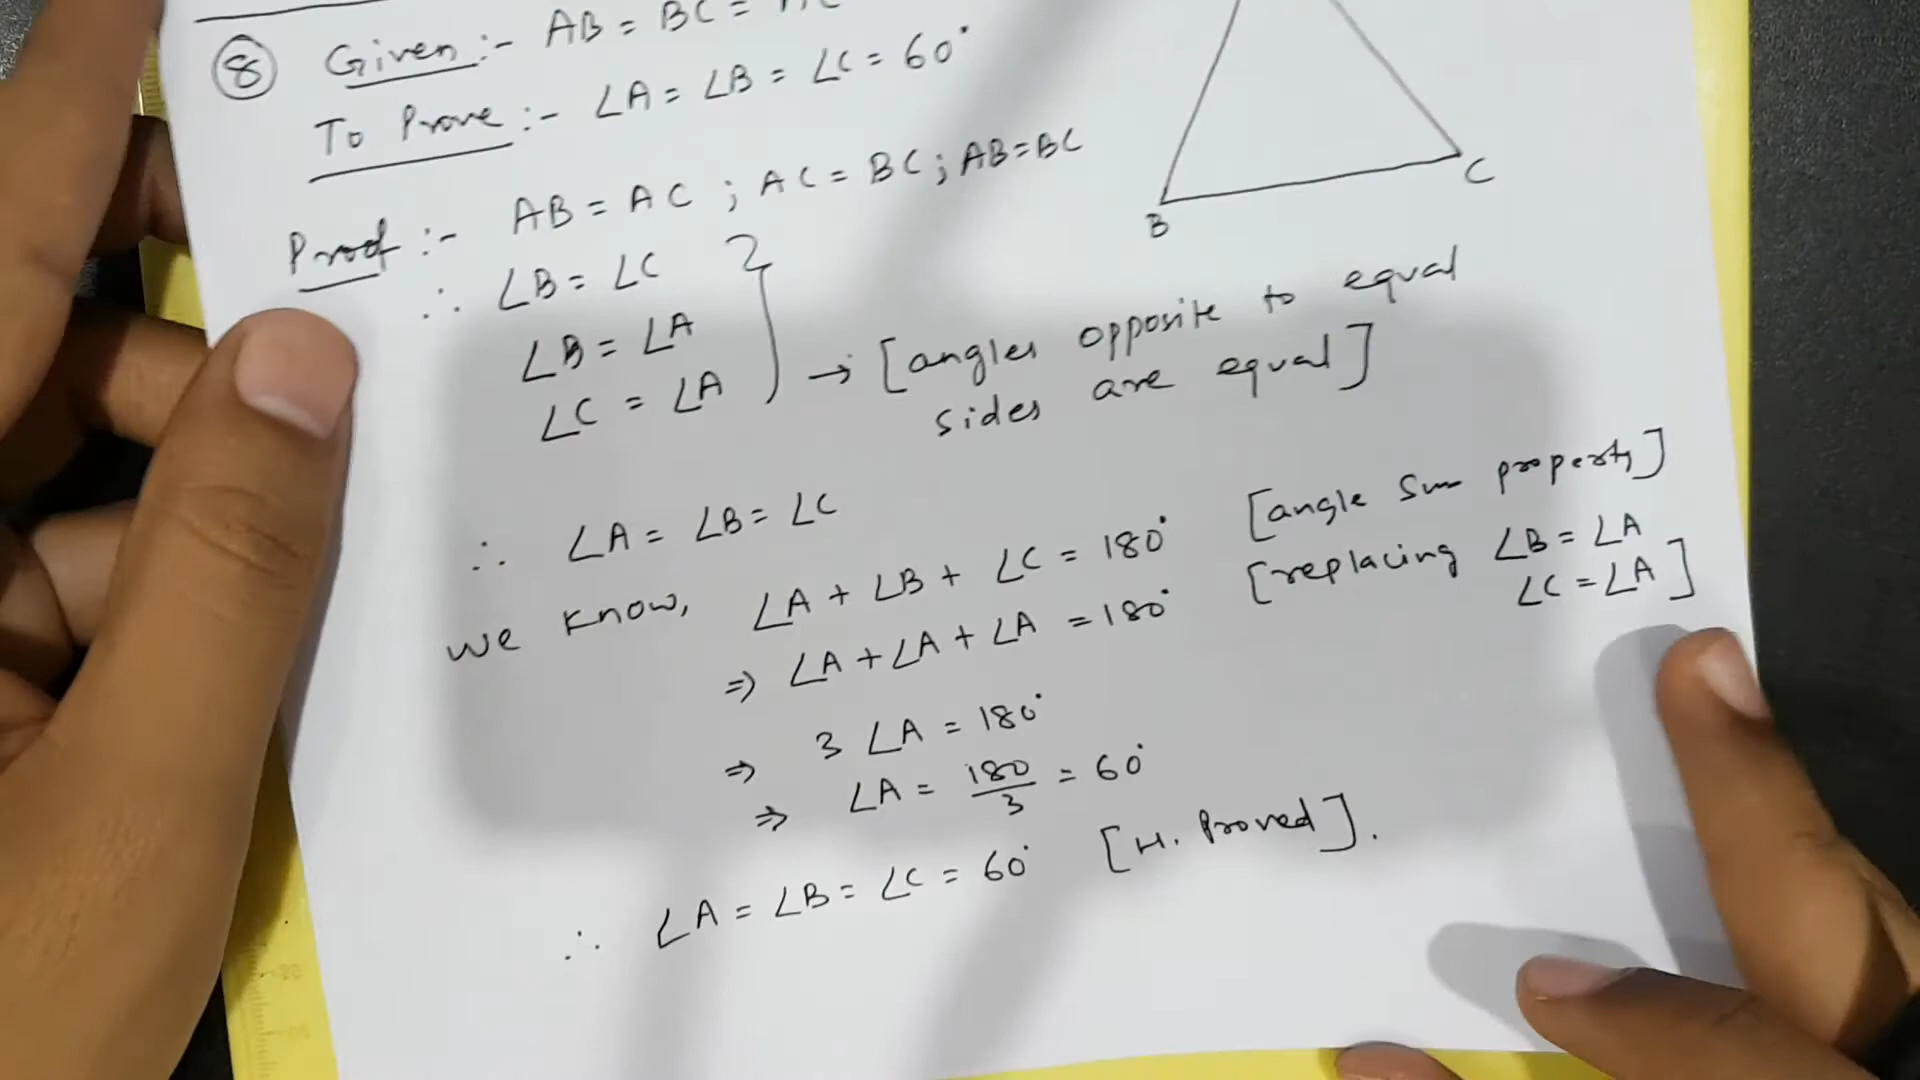 ⑧ Given :- AB = BC = AC
To Prove :- ∠A = ∠B = ∠C = 60°
Proof :- AB = AC ; AC = BC ; AB = BC
∴ ∠B = ∠C
∠B = ∠A
∠C = ∠A
→ [angles opposite to equal
sides are equal]
∴ ∠A = ∠B = ∠C
we know, ∠A + ∠B + ∠C = 180° [angle sum property]
⇒ ∠A + ∠A + ∠A = 180° [replacing ∠B = ∠A
∠C = ∠A]
⇒ 3 ∠A = 180°
⇒ ∠A = 180/3 = 60°
∴ ∠A = ∠B = ∠C = 60° [H. Proved].
B
C